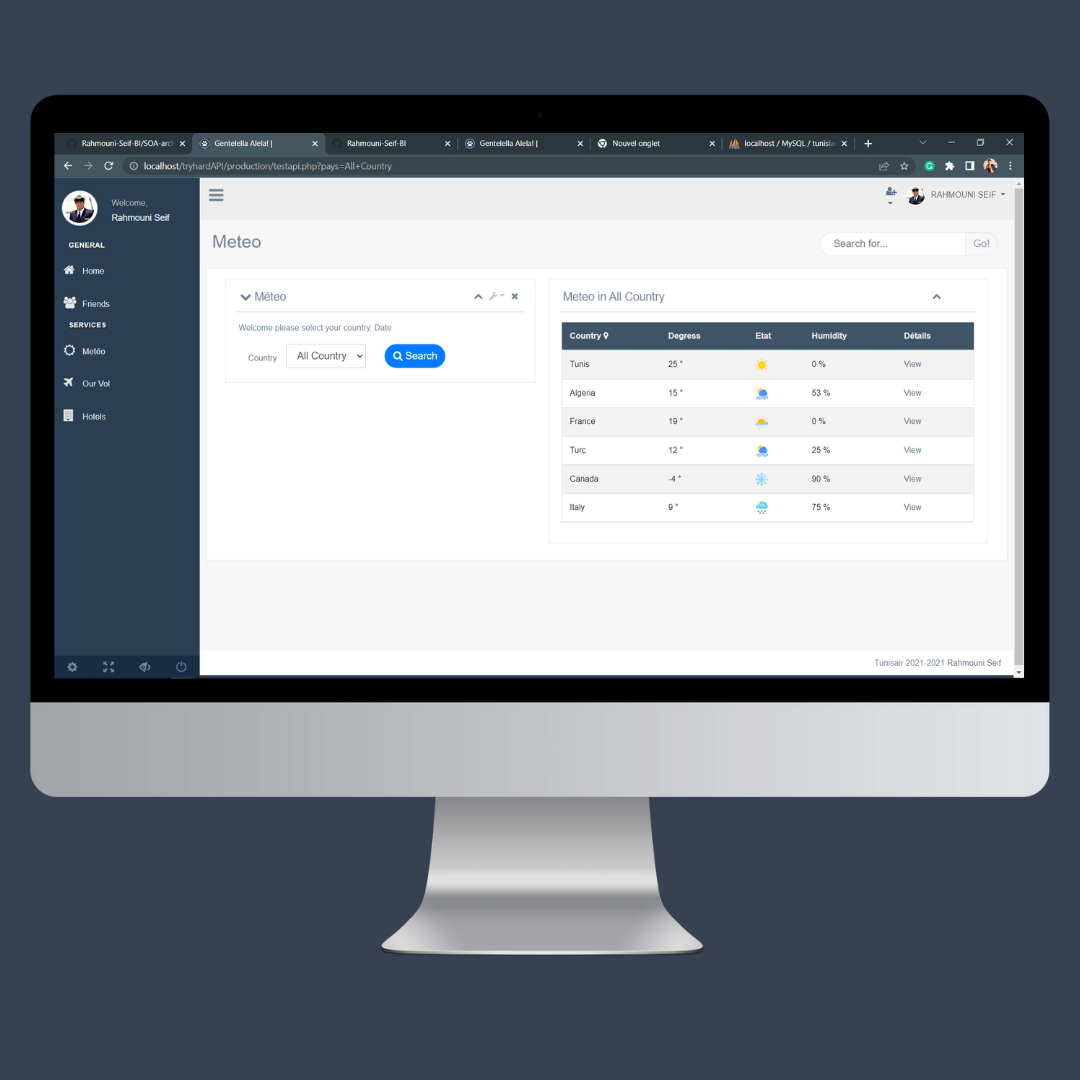 Rahmouni-Seif-BI/SOA-arch
Gentelella Alela! |
Rahmouni-Seif-BI
Gentelella Alela! |
Nouvel onglet
localhost / MySQL / tunisia
localhost/tryhardAPI/production/testapi.php?pays=All+Country
Welcome,
Rahmouni Seif
GENERAL
Home
Friends
SERVICES
Metéo
Our Vol
Hotels
RAHMOUNI SEIF
Meteo
Search for...
Go!
Méteo
Welcome please select your country, Date
Country
All Country
Search
Meteo in All Country
Country Degress Etat Humidity Détails
Tunis 25 ° 0 % View
Algeria 15 ° 53 % View
France 19 ° 0 % View
Turc 12 ° 25 % View
Canada -4 ° 90 % View
Italy 9 ° 75 % View
Tunisair 2021-2021 Rahmouni Seif